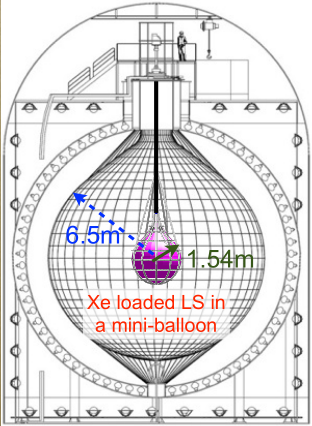 6.5m
1.54m
Xe loaded LS in
a mini-balloon